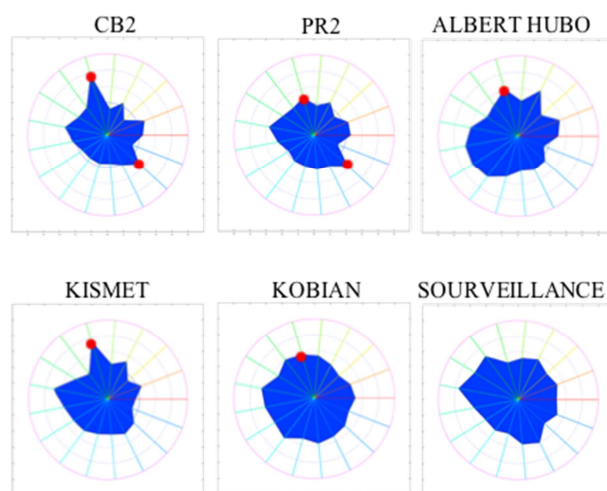 CB2
PR2
ALBERT HUBO
KISMET
KOBIAN
SOURVEILLANCE